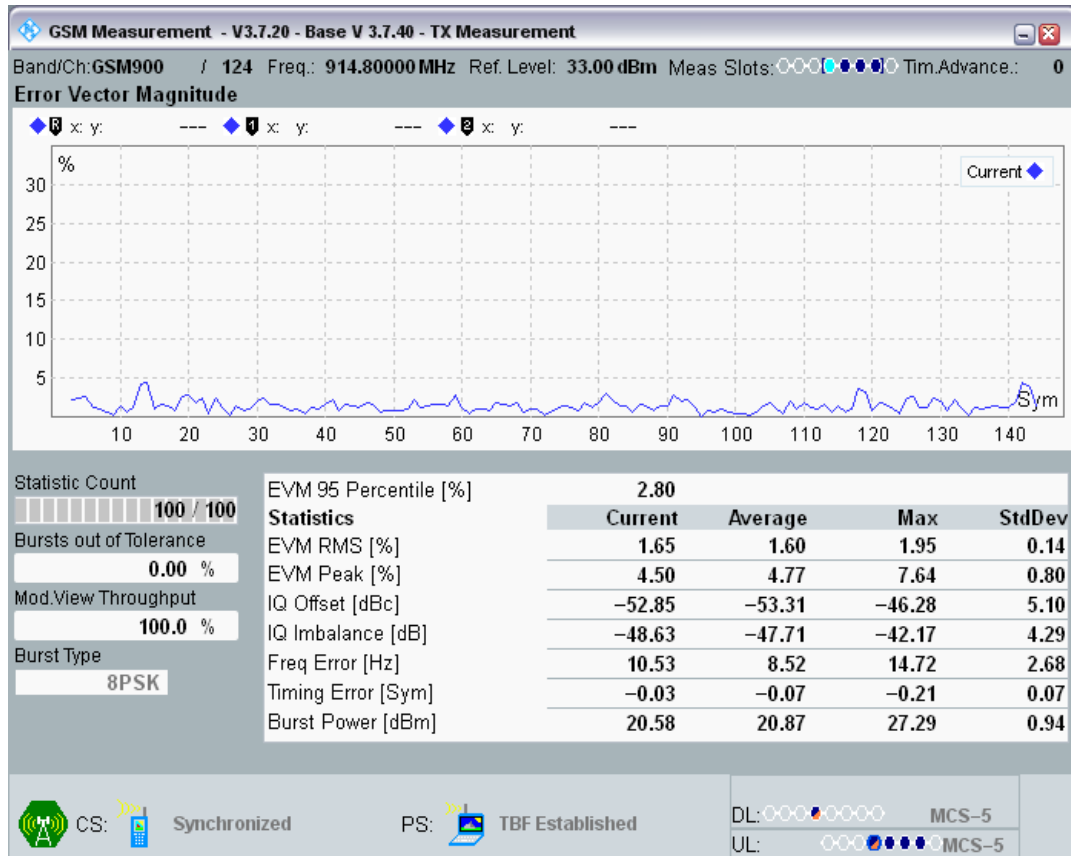 GSM Measurement - V3.7.20 - Base V 3.7.40 - TX Measurement
Band/Ch:GSM900 / 124 Freq.: 914.80000 MHz Ref. Level: 33.00 dBm Meas Slots: Tim.Advance.: 0
Error Vector Magnitude
R x: y: --- 1 x: y: --- 2 x: y: ---
%
Current
30
25
20
15
10
5
Sym
10 20 30 40 50 60 70 80 90 100 110 120 130 140
Statistic Count
100 / 100
Bursts out of Tolerance
0.00 %
Mod.View Throughput
100.0 %
Burst Type
8PSK
EVM 95 Percentile [%] 2.80
Statistics Current Average Max StdDev
EVM RMS [%] 1.65 1.60 1.95 0.14
EVM Peak [%] 4.50 4.77 7.64 0.80
IQ Offset [dBc] −52.85 −53.31 −46.28 5.10
IQ Imbalance [dB] −48.63 −47.71 −42.17 4.29
Freq Error [Hz] 10.53 8.52 14.72 2.68
Timing Error [Sym] −0.03 −0.07 −0.21 0.07
Burst Power [dBm] 20.58 20.87 27.29 0.94
CS: Synchronized PS: TBF Established
DL: MCS−5
UL: MCS−5